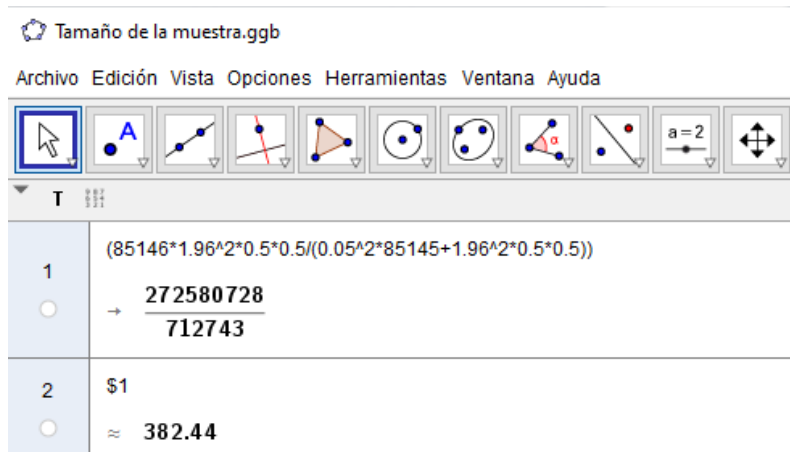 Tamaño de la muestra.ggb
Archivo Edición Vista Opciones Herramientas Ventana Ayuda
A α a=2
T
1 (85146*1.96^2*0.5*0.5/(0.05^2*85145+1.96^2*0.5*0.5))
→ 272580728
712743
2 $1
≈ 382.44